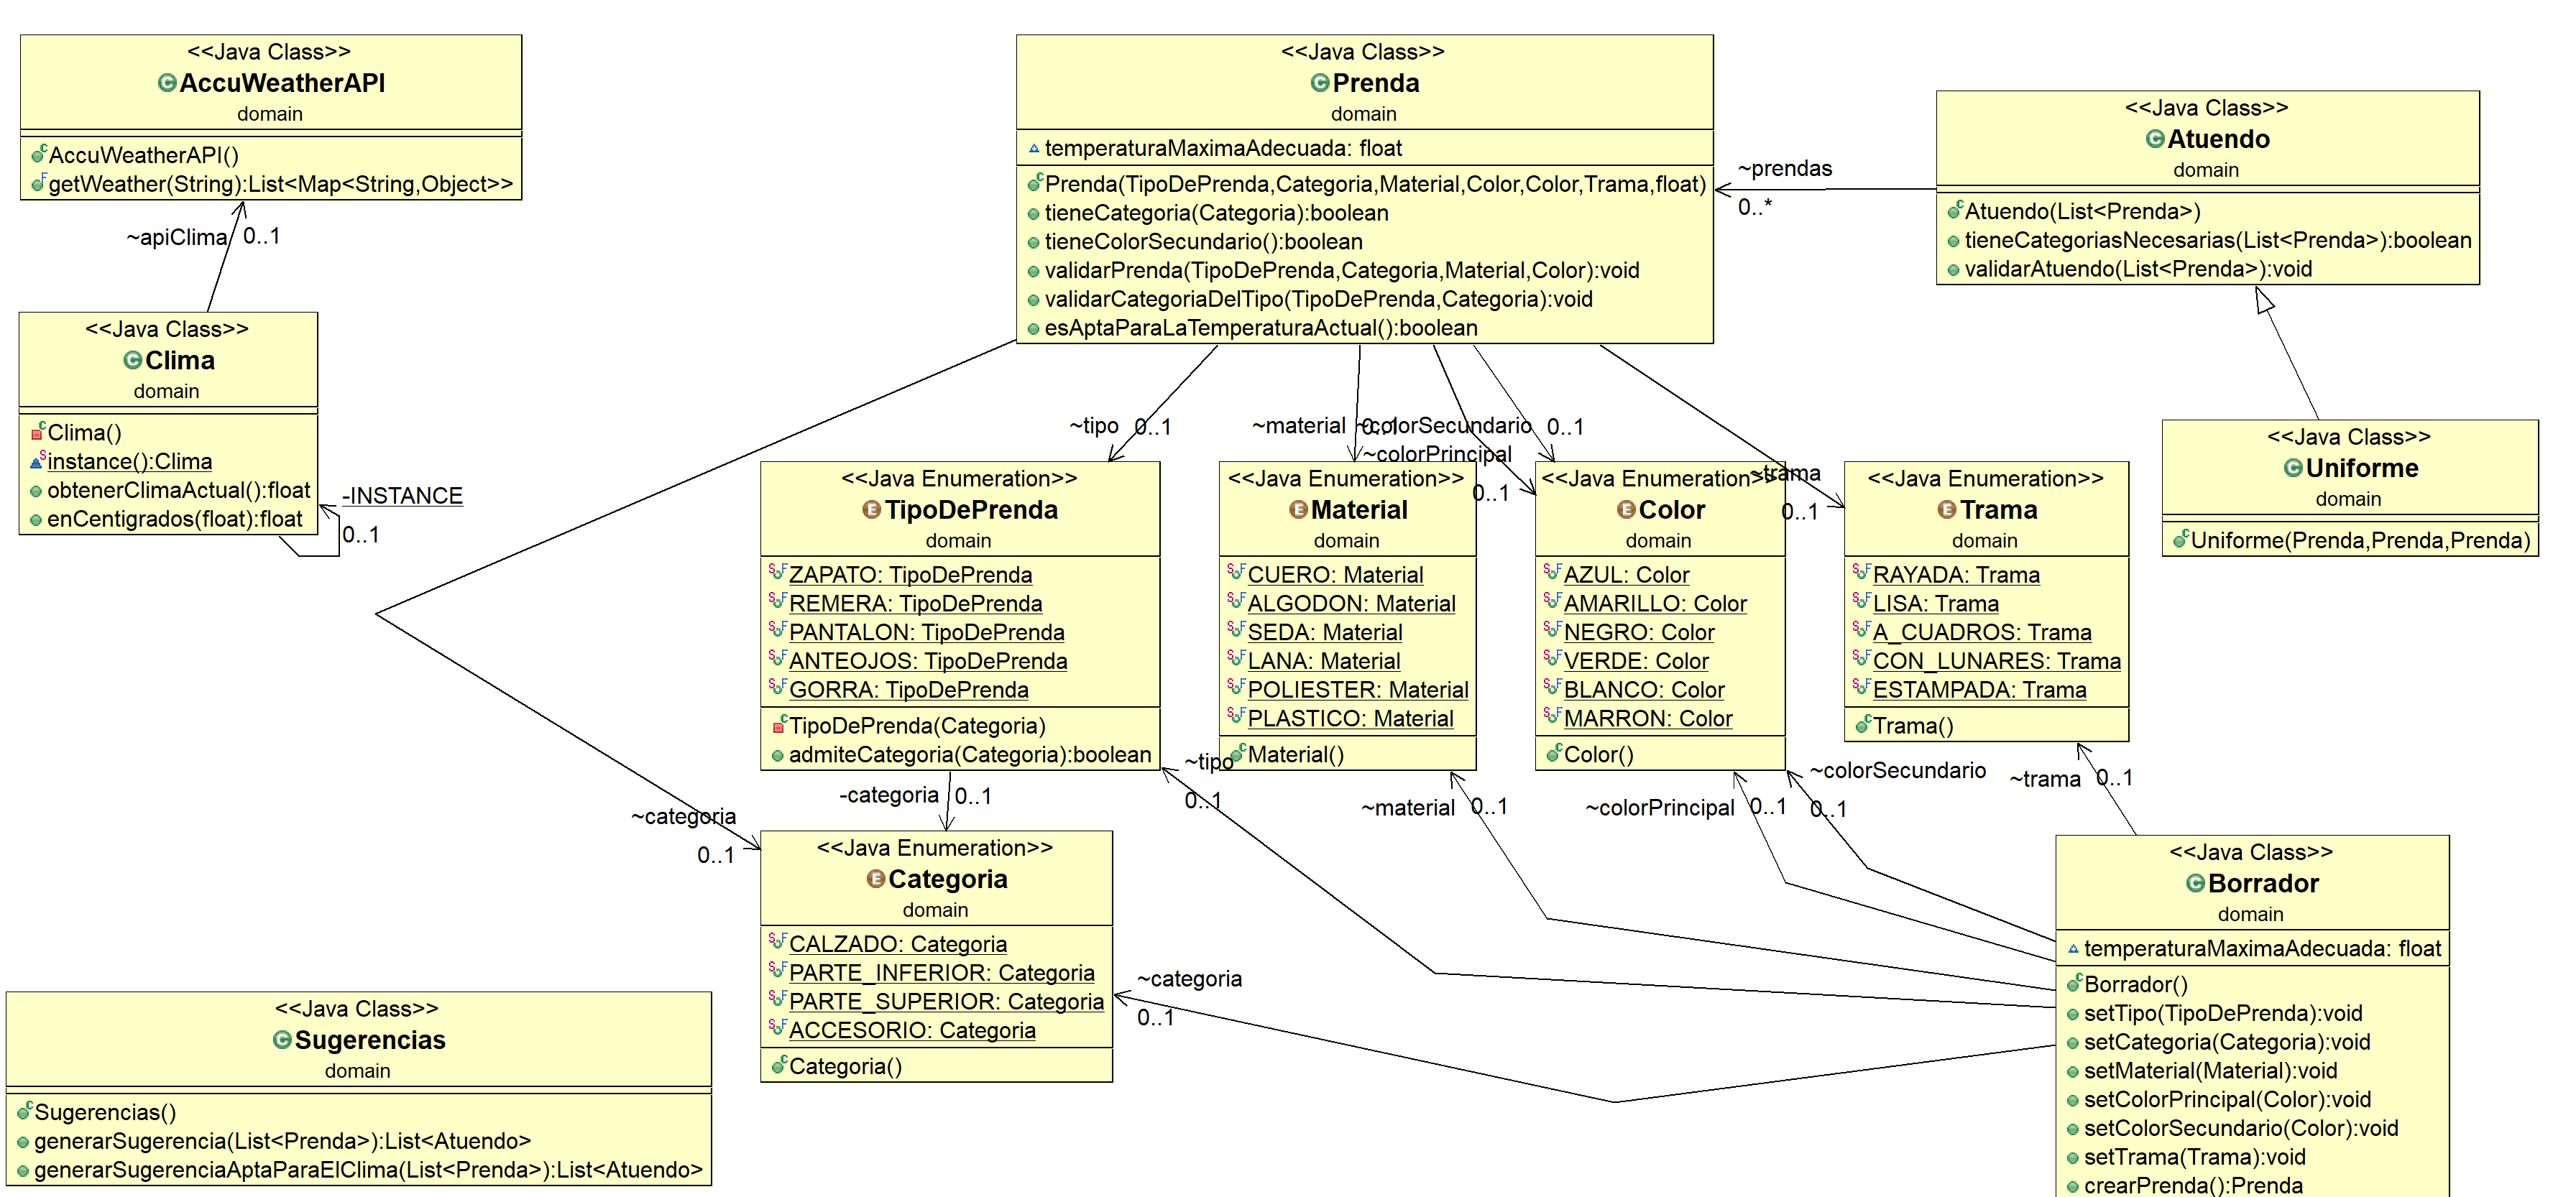 <<Java Class>>
AccuWeatherAPI
domain
AccuWeatherAPI()
getWeather(String):List<Map<String,Object>>
~apiClima
0..1
<<Java Class>>
Clima
domain
Clima()
instance():Clima
obtenerClimaActual():float
enCentigrados(float):float
-INSTANCE
0..1
<<Java Class>>
Prenda
domain
temperaturaMaximaAdecuada: float
Prenda(TipoDePrenda,Categoria,Material,Color,Color,Trama,float)
tieneCategoria(Categoria):boolean
tieneColorSecundario():boolean
validarPrenda(TipoDePrenda,Categoria,Material,Color):void
validarCategoriaDelTipo(TipoDePrenda,Categoria):void
esAptaParaLaTemperaturaActual():boolean
~prendas
0..*
<<Java Class>>
Atuendo
domain
Atuendo(List<Prenda>)
tieneCategoriasNecesarias(List<Prenda>):boolean
validarAtuendo(List<Prenda>):void
<<Java Class>>
Uniforme
domain
Uniforme(Prenda,Prenda,Prenda)
~tipo
0..1
~material
0..1
~colorSecundario
0..1
~colorPrincipal
0..1
~trama
0..1
<<Java Enumeration>>
TipoDePrenda
domain
ZAPATO: TipoDePrenda
REMERA: TipoDePrenda
PANTALON: TipoDePrenda
ANTEOJOS: TipoDePrenda
GORRA: TipoDePrenda
TipoDePrenda(Categoria)
admiteCategoria(Categoria):boolean
<<Java Enumeration>>
Material
domain
CUERO: Material
ALGODON: Material
SEDA: Material
LANA: Material
POLIESTER: Material
PLASTICO: Material
Material()
<<Java Enumeration>>
Color
domain
AZUL: Color
AMARILLO: Color
NEGRO: Color
VERDE: Color
BLANCO: Color
MARRON: Color
Color()
<<Java Enumeration>>
Trama
domain
RAYADA: Trama
LISA: Trama
A_CUADROS: Trama
CON_LUNARES: Trama
ESTAMPADA: Trama
Trama()
-categoria
0..1
~categoria
0..1
~tipo
0..1
~material
0..1
~colorPrincipal
0..1
~colorSecundario
0..1
~trama
0..1
<<Java Enumeration>>
Categoria
domain
CALZADO: Categoria
PARTE_INFERIOR: Categoria
PARTE_SUPERIOR: Categoria
ACCESORIO: Categoria
Categoria()
~categoria
0..1
<<Java Class>>
Sugerencias
domain
Sugerencias()
generarSugerencia(List<Prenda>):List<Atuendo>
generarSugerenciaAptaParaElClima(List<Prenda>):List<Atuendo>
<<Java Class>>
Borrador
domain
temperaturaMaximaAdecuada: float
Borrador()
setTipo(TipoDePrenda):void
setCategoria(Categoria):void
setMaterial(Material):void
setColorPrincipal(Color):void
setColorSecundario(Color):void
setTrama(Trama):void
crearPrenda():Prenda